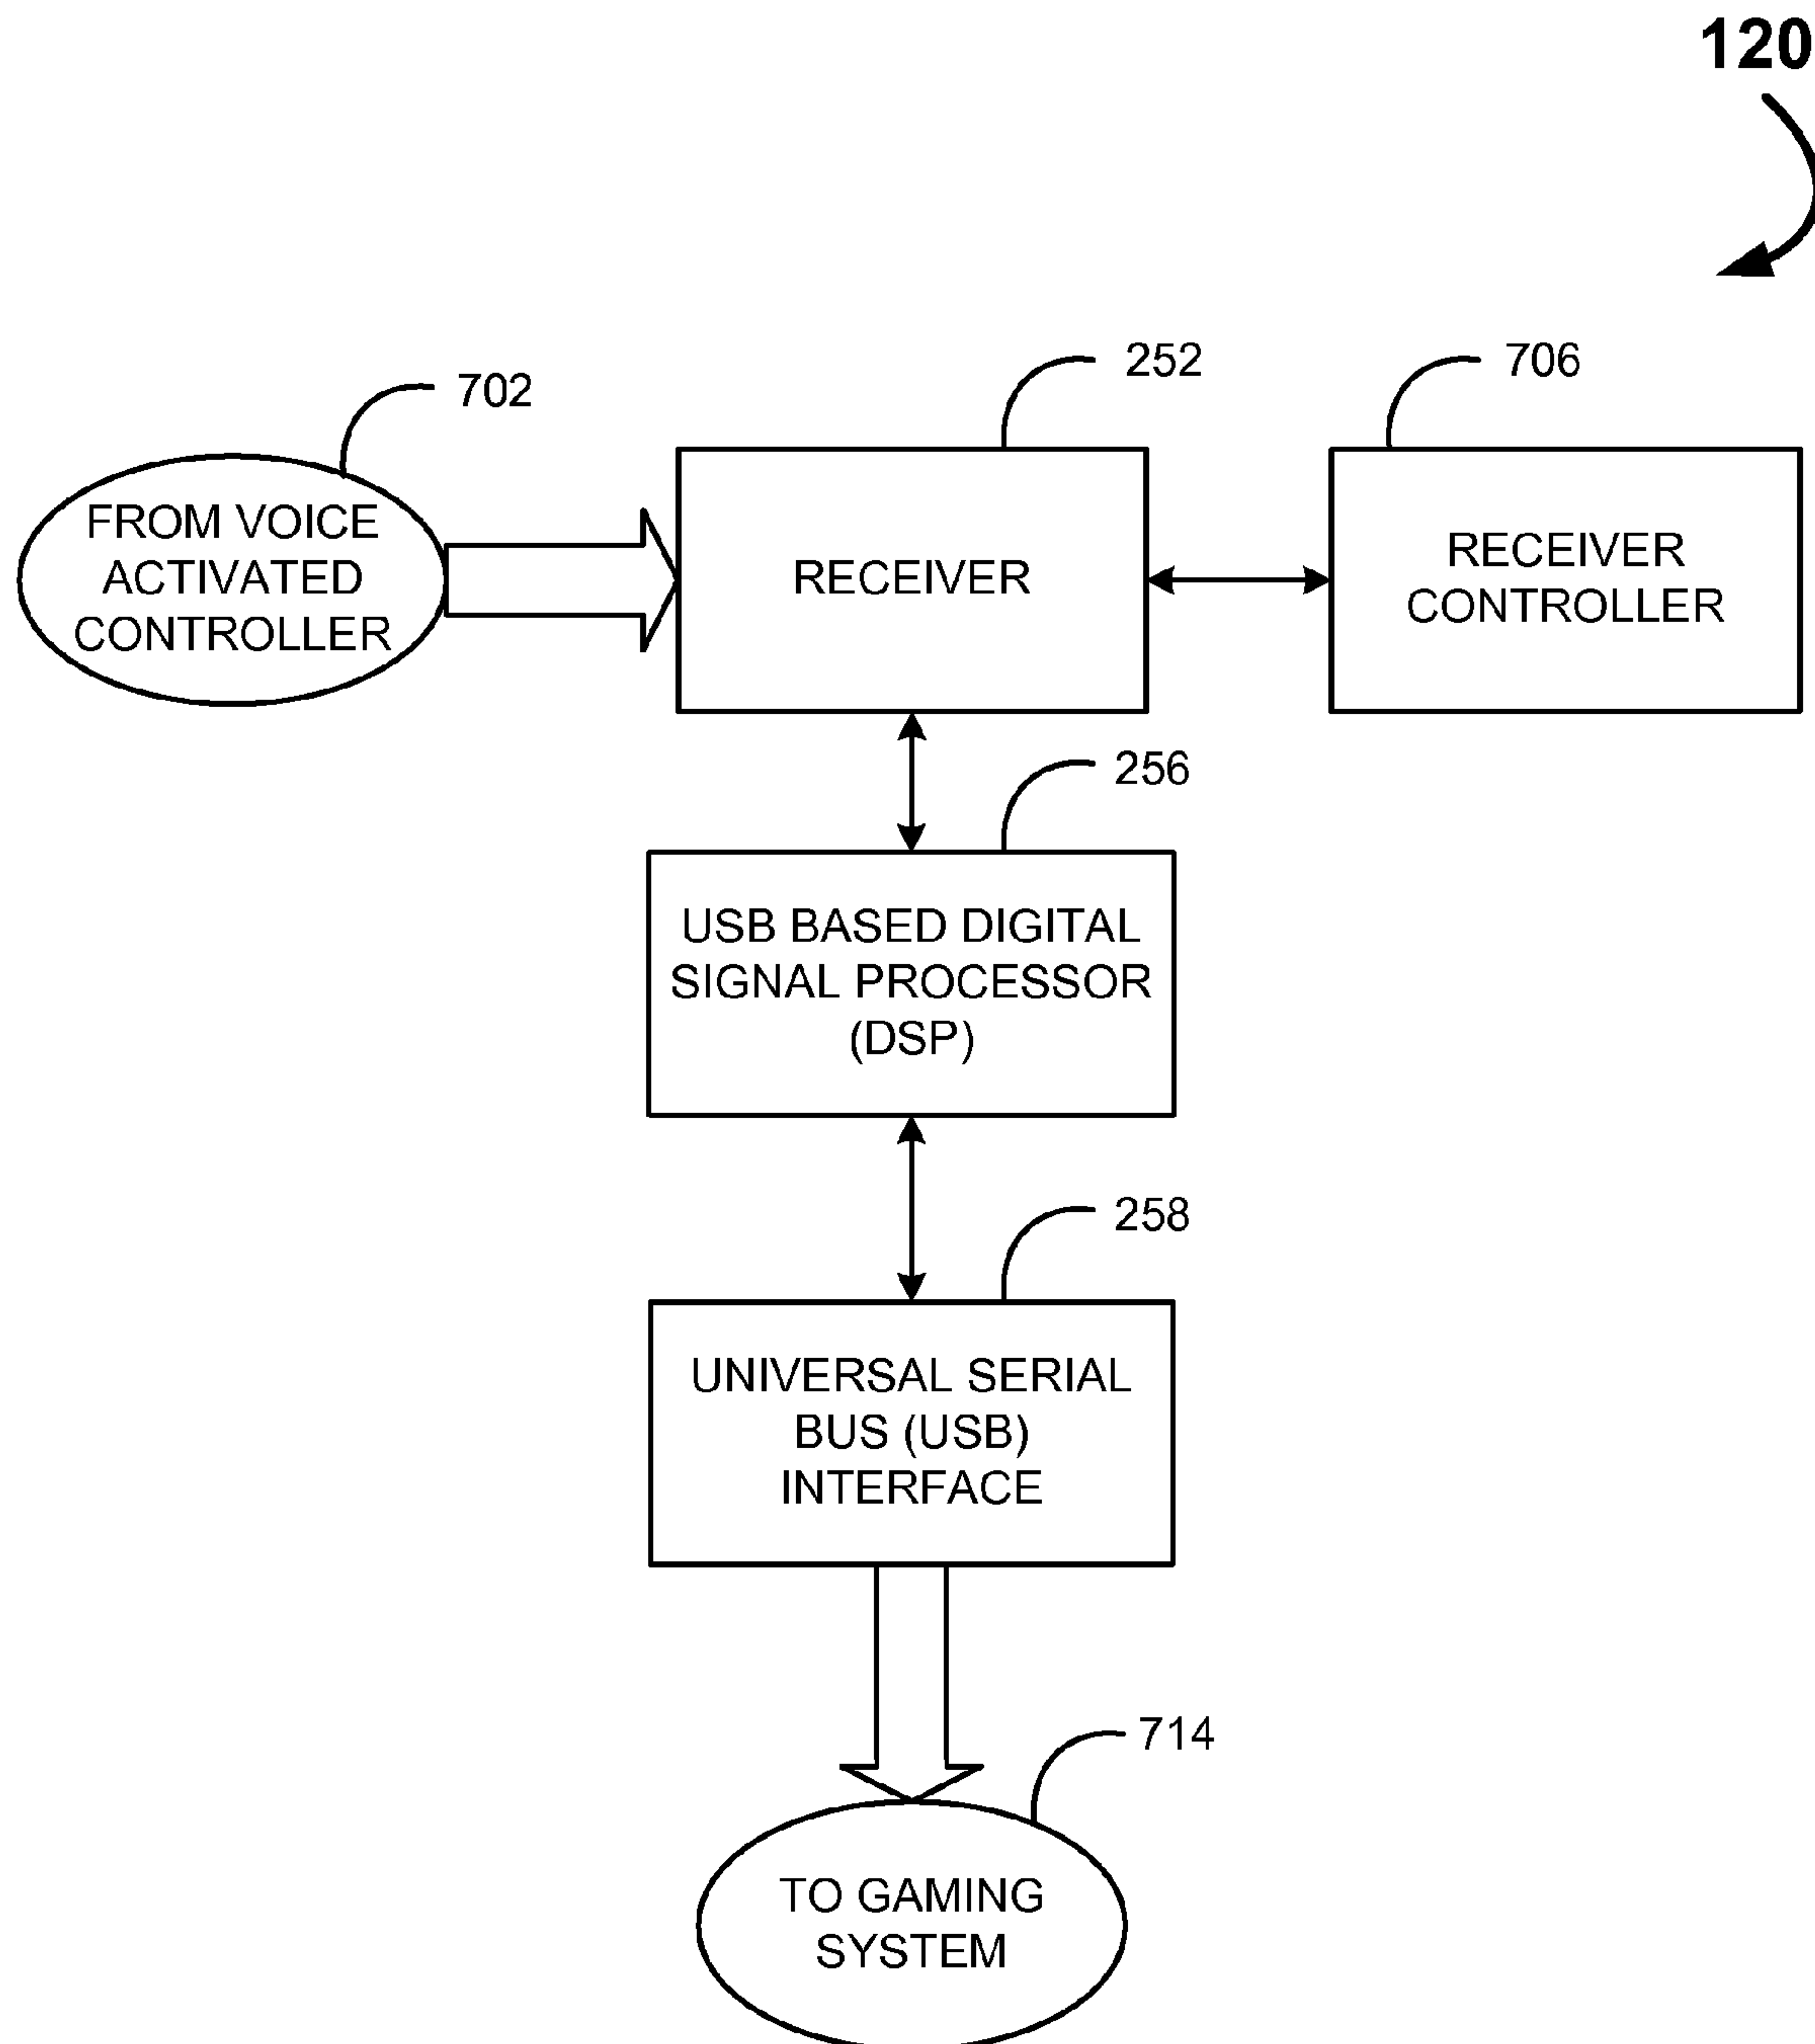 120
252
706
702
FROM VOICE
ACTIVATED
CONTROLLER
RECEIVER
RECEIVER
CONTROLLER
256
USB BASED DIGITAL
SIGNAL PROCESSOR
(DSP)
258
UNIVERSAL SERIAL
BUS (USB)
INTERFACE
714
TO GAMING
SYSTEM